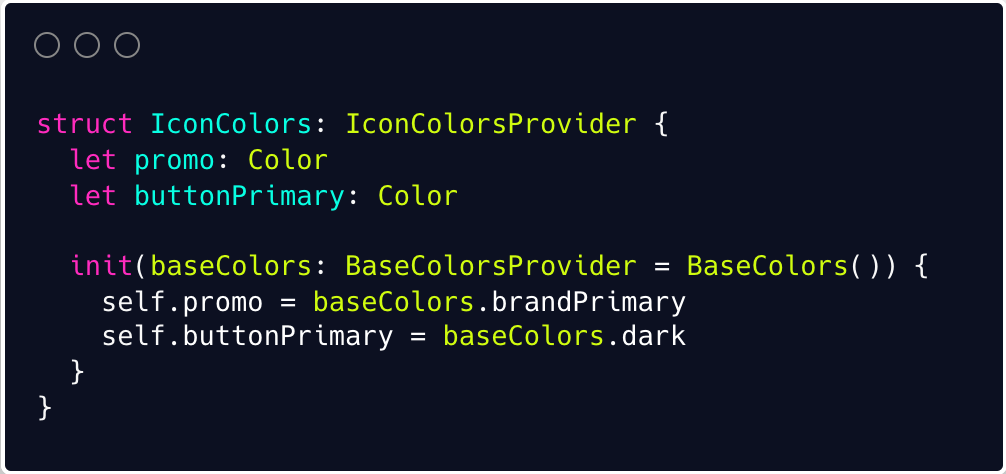 struct IconColors: IconColorsProvider {
  let promo: Color
  let buttonPrimary: Color

  init(baseColors: BaseColorsProvider = BaseColors()) {
    self.promo = baseColors.brandPrimary
    self.buttonPrimary = baseColors.dark
  }
}